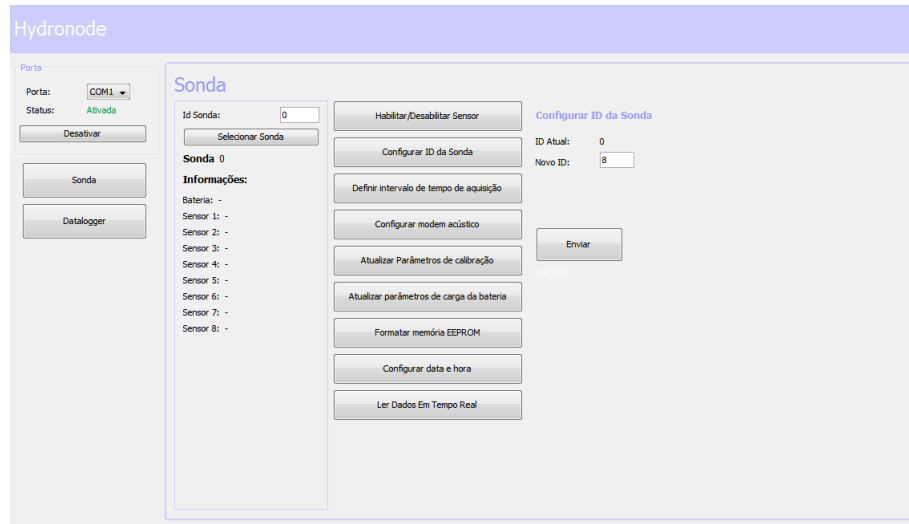 Hydronode
Porta
Porta: COM1
Status: Ativada
Desativar
Sonda
Datalogger
Sonda
Id Sonda: 0
Selecionar Sonda
Sonda 0
Informações:
Bateria: -
Sensor 1: -
Sensor 2: -
Sensor 3: -
Sensor 4: -
Sensor 5: -
Sensor 6: -
Sensor 7: -
Sensor 8: -
Habilitar/Desabilitar Sensor
Configurar ID da Sonda
Definir intervalo de tempo de aquisição
Configurar modem acústico
Atualizar Parâmetros de calibração
Atualizar parâmetros de carga da bateria
Formatar memória EEPROM
Configurar data e hora
Ler Dados Em Tempo Real
Configurar ID da Sonda
ID Atual: 0
Novo ID: 8
Enviar